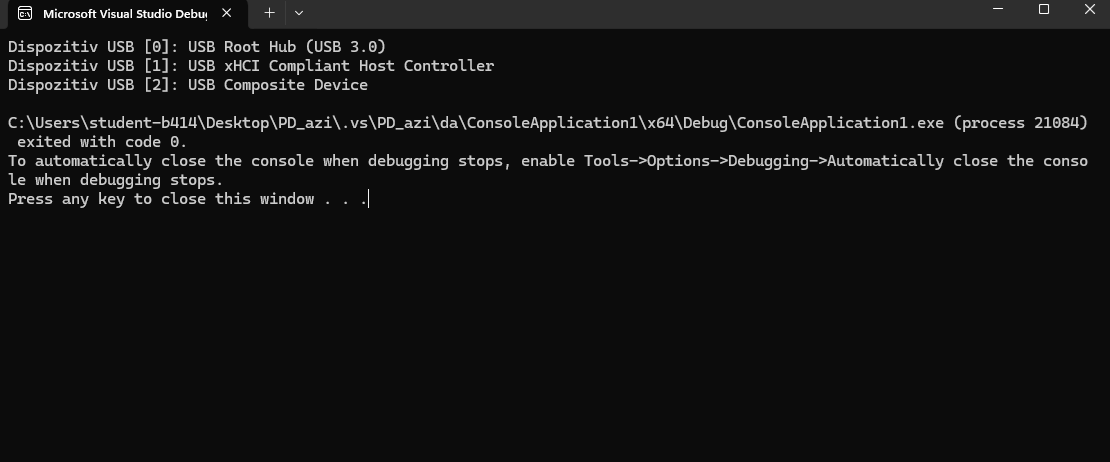 Microsoft Visual Studio Debug
Dispozitiv USB [0]: USB Root Hub (USB 3.0)
Dispozitiv USB [1]: USB xHCI Compliant Host Controller
Dispozitiv USB [2]: USB Composite Device
C:\Users\student-b414\Desktop\PD_azi\.vs\PD_azi\da\ConsoleApplication1\x64\Debug\ConsoleApplication1.exe (process 21084)
exited with code 0.
To automatically close the console when debugging stops, enable Tools->Options->Debugging->Automatically close the conso
le when debugging stops.
Press any key to close this window . . .